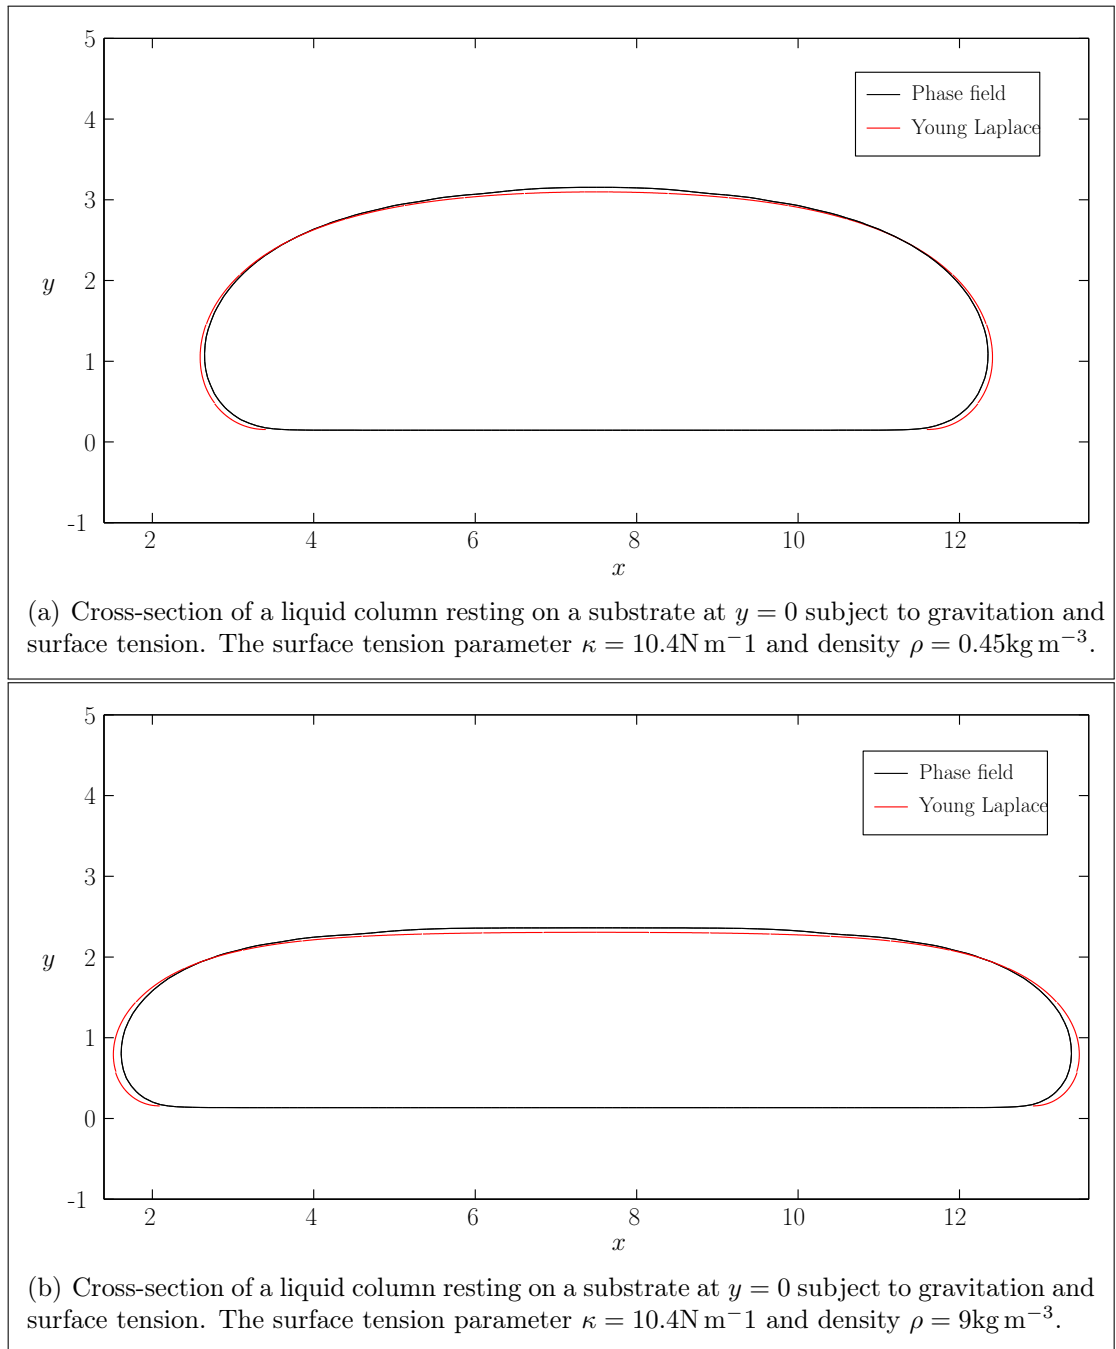 5
4
3
2
1
0
-1
y
2
4
6
8
10
12
x
Phase field
Young Laplace
(a) Cross-section of a liquid column resting on a substrate at y = 0 subject to gravitation and
surface tension. The surface tension parameter κ = 10.4N m−1 and density ρ = 0.45kg m⁻³.
5
4
3
2
1
0
-1
y
2
4
6
8
10
12
x
Phase field
Young Laplace
(b) Cross-section of a liquid column resting on a substrate at y = 0 subject to gravitation and
surface tension. The surface tension parameter κ = 10.4N m−1 and density ρ = 9kg m⁻³.